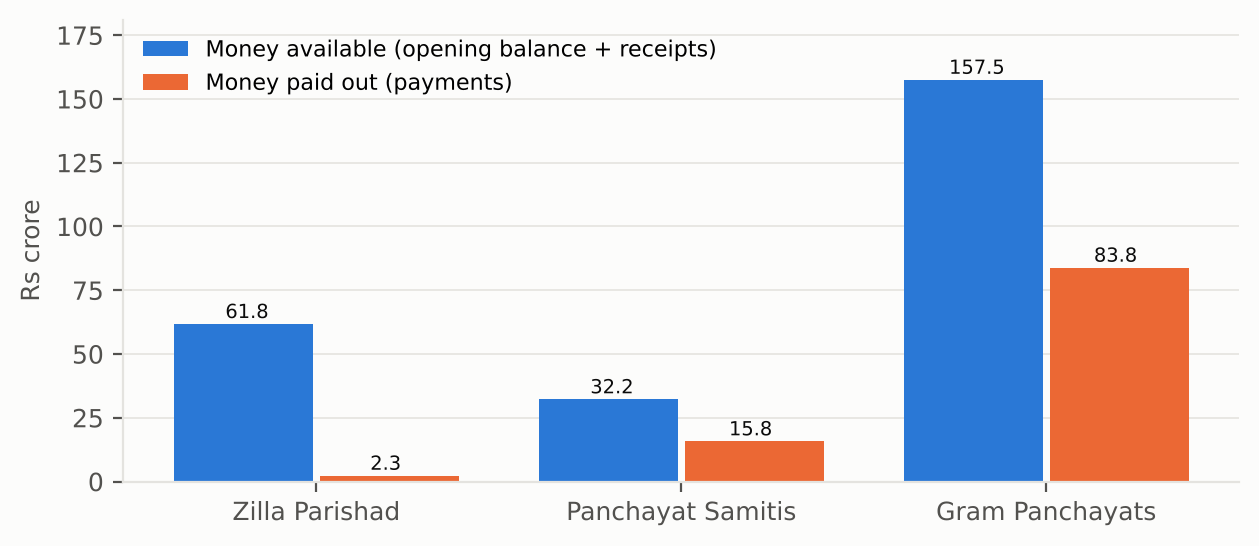 Rs crore
175
150
125
100
75
50
25
0
Money available (opening balance + receipts)
Money paid out (payments)
61.8
2.3
32.2
15.8
157.5
83.8
Zilla Parishad
Panchayat Samitis
Gram Panchayats